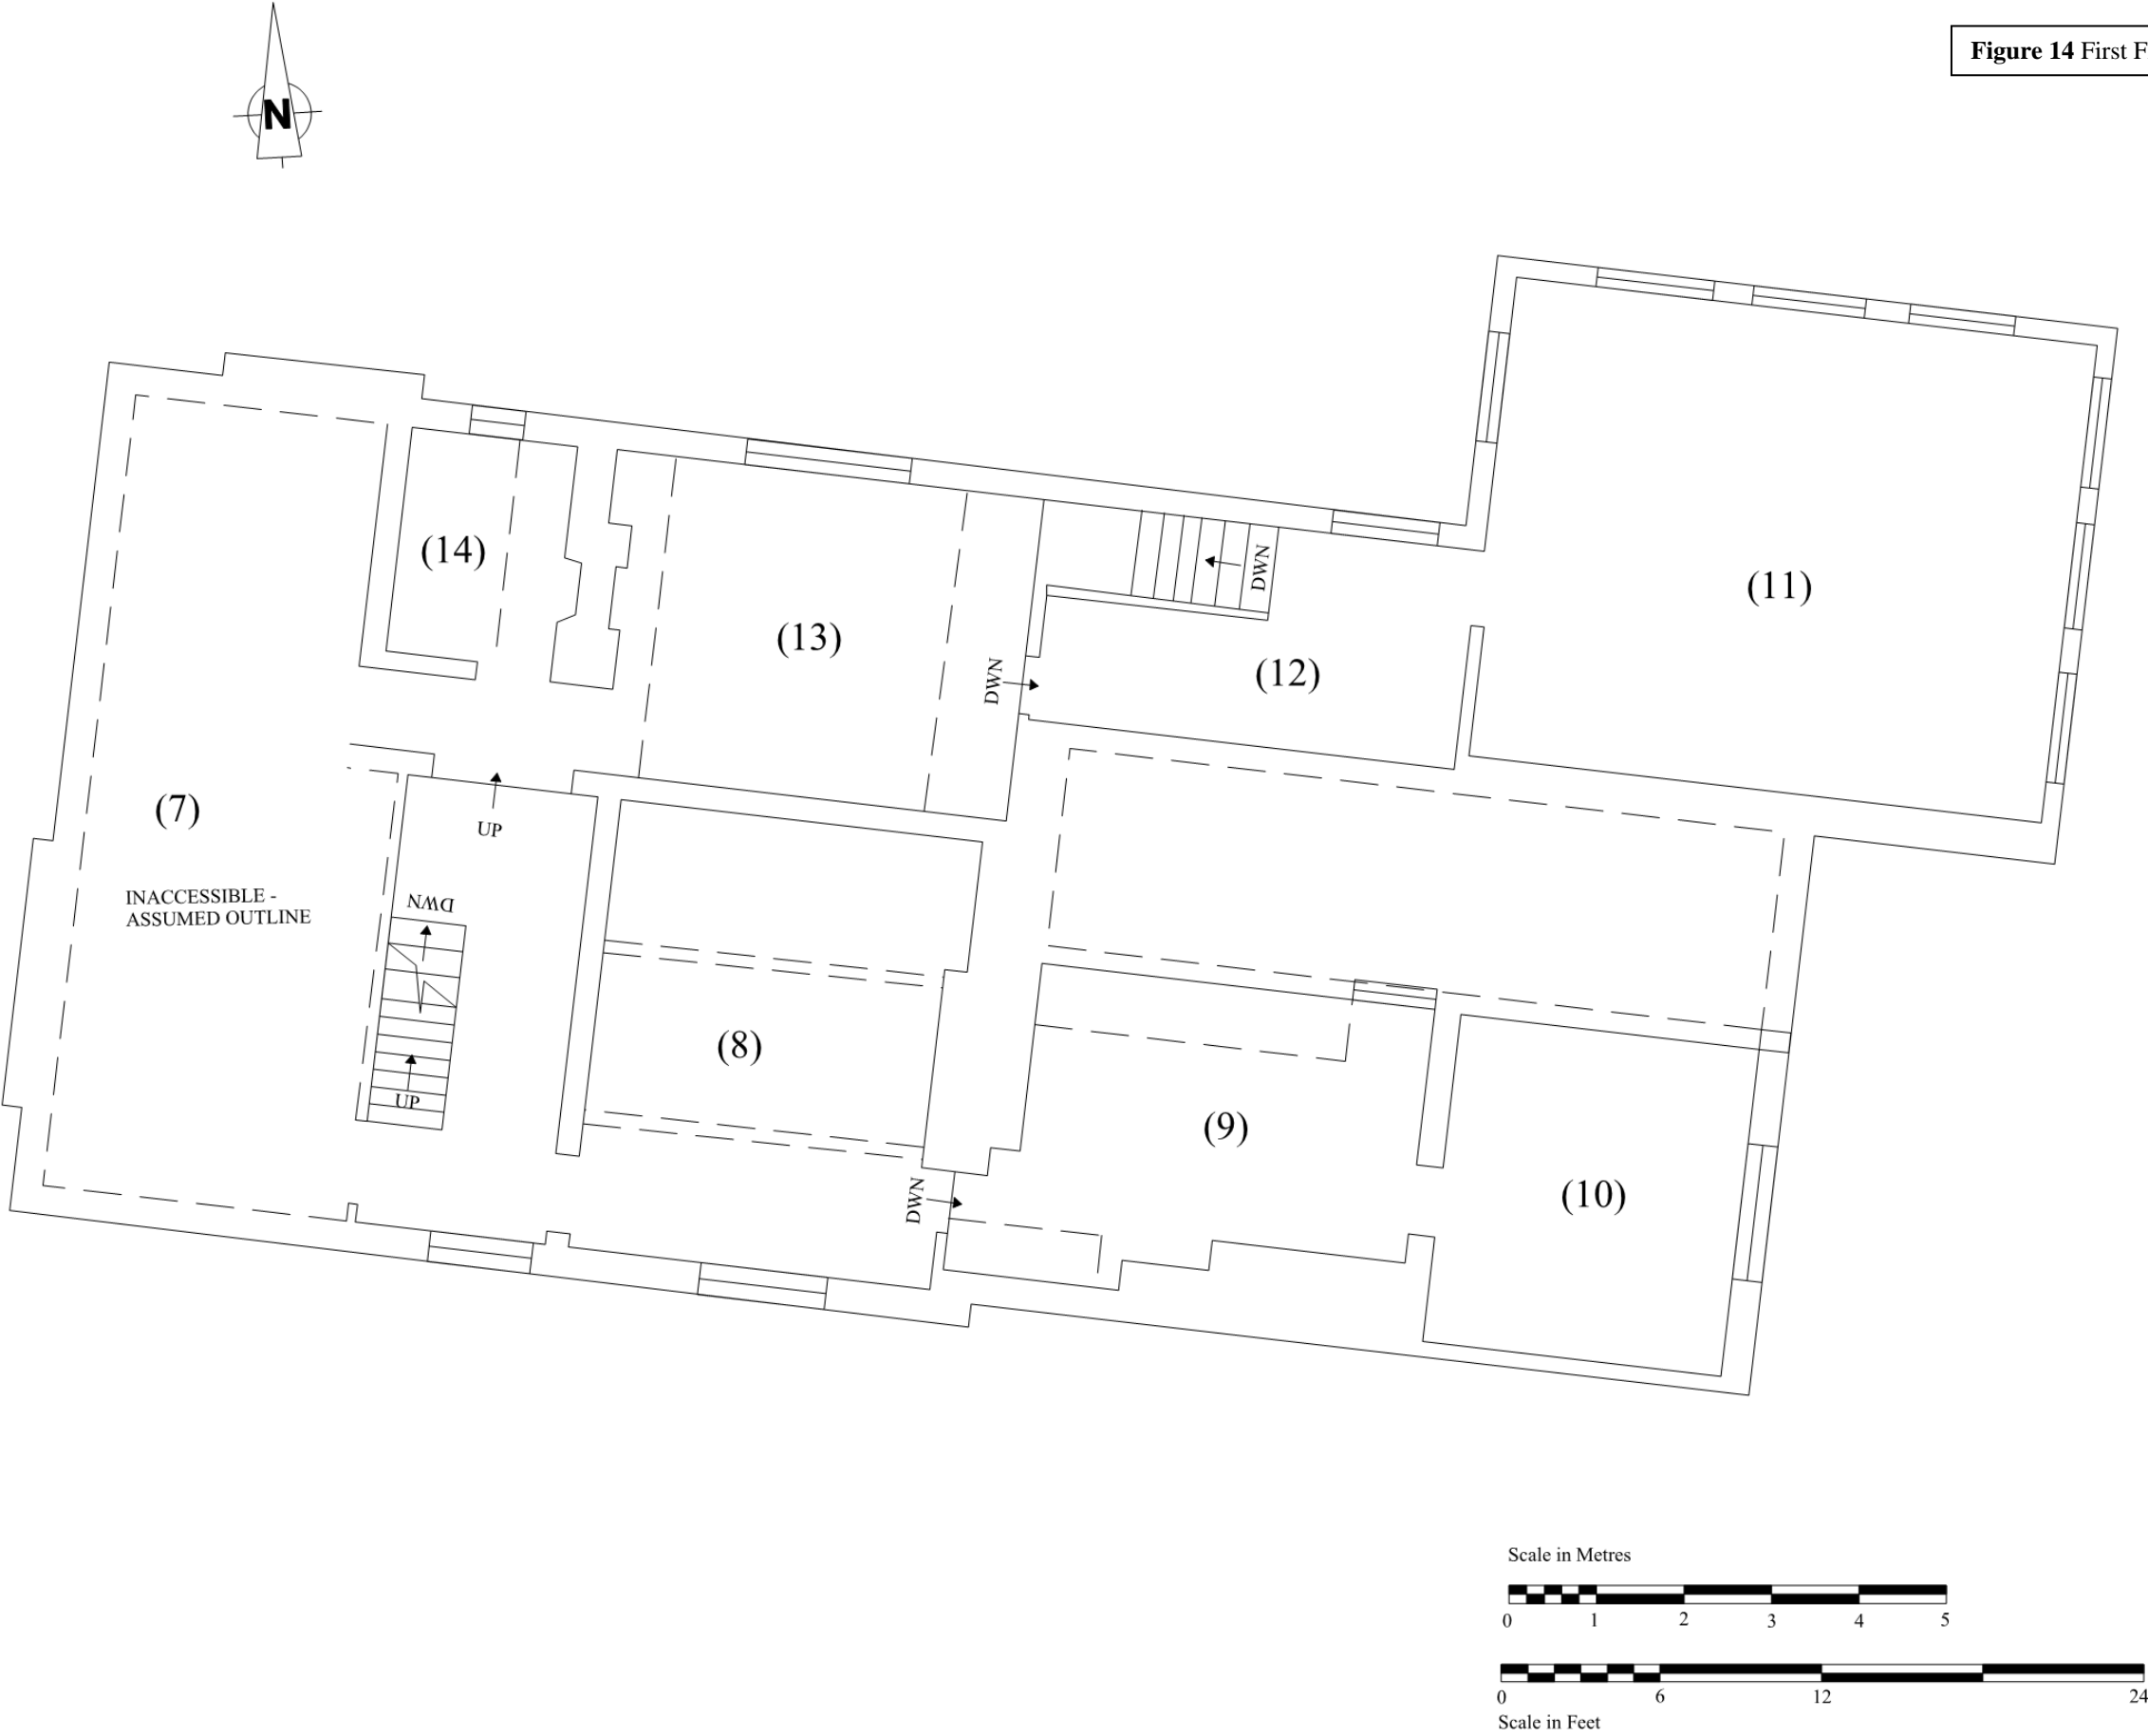 Figure 14 First F
N
(14)
(13)
DWN
(11)
(12)
DWN
(7)
UP
INACCESSIBLE -
ASSUMED OUTLINE
DWN
(8)
UP
(9)
DWN
(10)
Scale in Metres
0 1 2 3 4 5
0 6 12 24
Scale in Feet